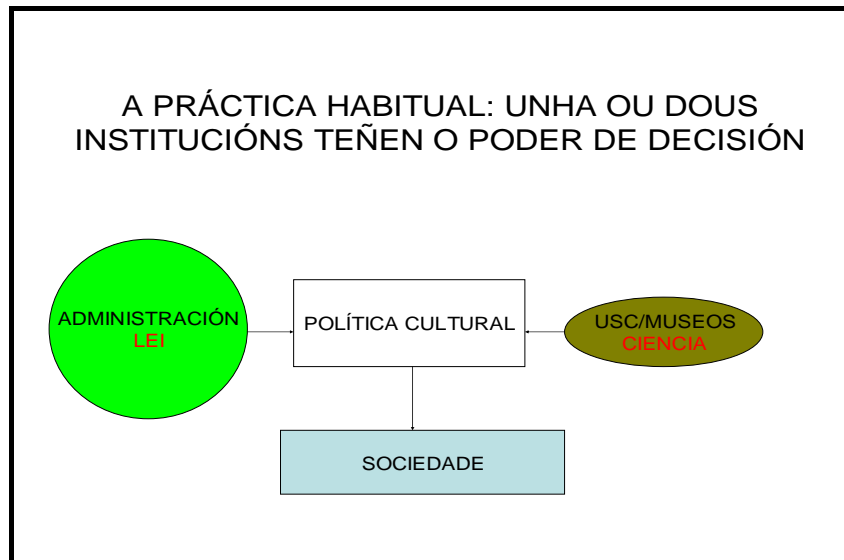 A PRÁCTICA HABITUAL: UNHA OU DOUS
INSTITUCIÓNS TEÑEN O PODER DE DECISIÓN
ADMINISTRACIÓN
LEI
POLÍTICA CULTURAL
USC/MUSEOS
CIENCIA
SOCIEDADE